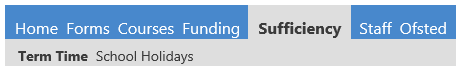 Home Forms Courses Funding Sufficiency Staff Ofsted
Term Time School Holidays